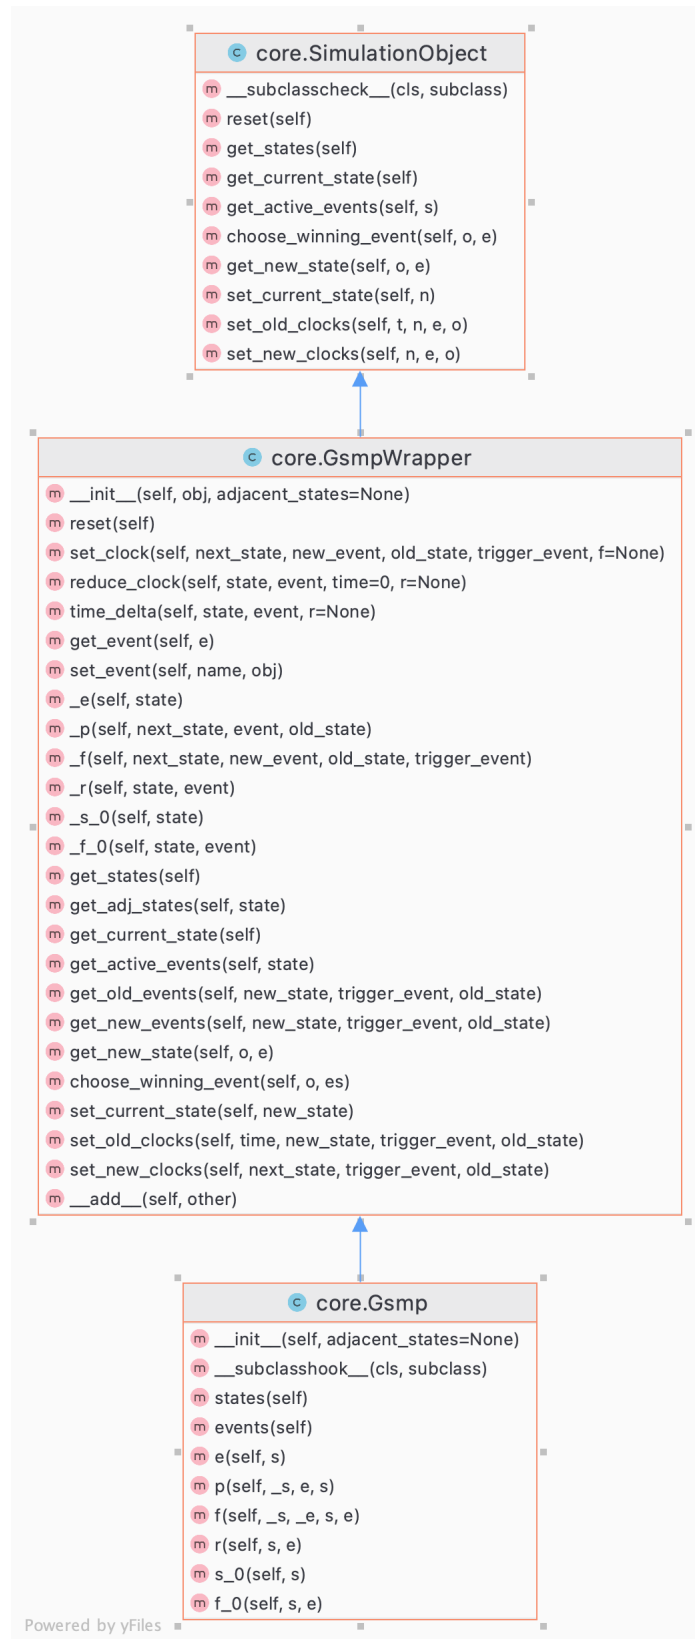 C core.SimulationObject
m __subclasscheck__(cls, subclass)
m reset(self)
m get_states(self)
m get_current_state(self)
m get_active_events(self, s)
m choose_winning_event(self, o, e)
m get_new_state(self, o, e)
m set_current_state(self, n)
m set_old_clocks(self, t, n, e, o)
m set_new_clocks(self, n, e, o)
C core.GsmpWrapper
m __init__(self, obj, adjacent_states=None)
m reset(self)
m set_clock(self, next_state, new_event, old_state, trigger_event, f=None)
m reduce_clock(self, state, event, time=0, r=None)
m time_delta(self, state, event, r=None)
m get_event(self, e)
m set_event(self, name, obj)
m _e(self, state)
m _p(self, next_state, event, old_state)
m _f(self, next_state, new_event, old_state, trigger_event)
m _r(self, state, event)
m _s_0(self, state)
m _f_0(self, state, event)
m get_states(self)
m get_adj_states(self, state)
m get_current_state(self)
m get_active_events(self, state)
m get_old_events(self, new_state, trigger_event, old_state)
m get_new_events(self, new_state, trigger_event, old_state)
m get_new_state(self, o, e)
m choose_winning_event(self, o, es)
m set_current_state(self, new_state)
m set_old_clocks(self, time, new_state, trigger_event, old_state)
m set_new_clocks(self, next_state, trigger_event, old_state)
m __add__(self, other)
C core.Gsmp
m __init__(self, adjacent_states=None)
m __subclasshook__(cls, subclass)
m states(self)
m events(self)
m e(self, s)
m p(self, _s, e, s)
m f(self, _s, _e, s, e)
m r(self, s, e)
m s_0(self, s)
m f_0(self, s, e)
Powered by yFiles